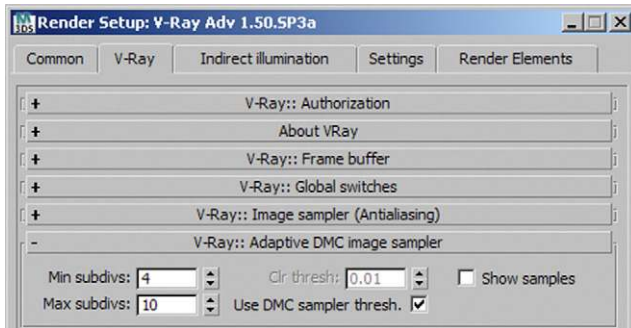 Render Setup: V-Ray Adv 1.50.SP3a
Common V-Ray Indirect illumination Settings Render Elements
+ V-Ray:: Authorization
+ About VRay
+ V-Ray:: Frame buffer
+ V-Ray:: Global switches
+ V-Ray:: Image sampler (Antialiasing)
- V-Ray:: Adaptive DMC image sampler
Min subdivs: 4 Clr thresh: 0.01 Show samples
Max subdivs: 10 Use DMC sampler thresh.